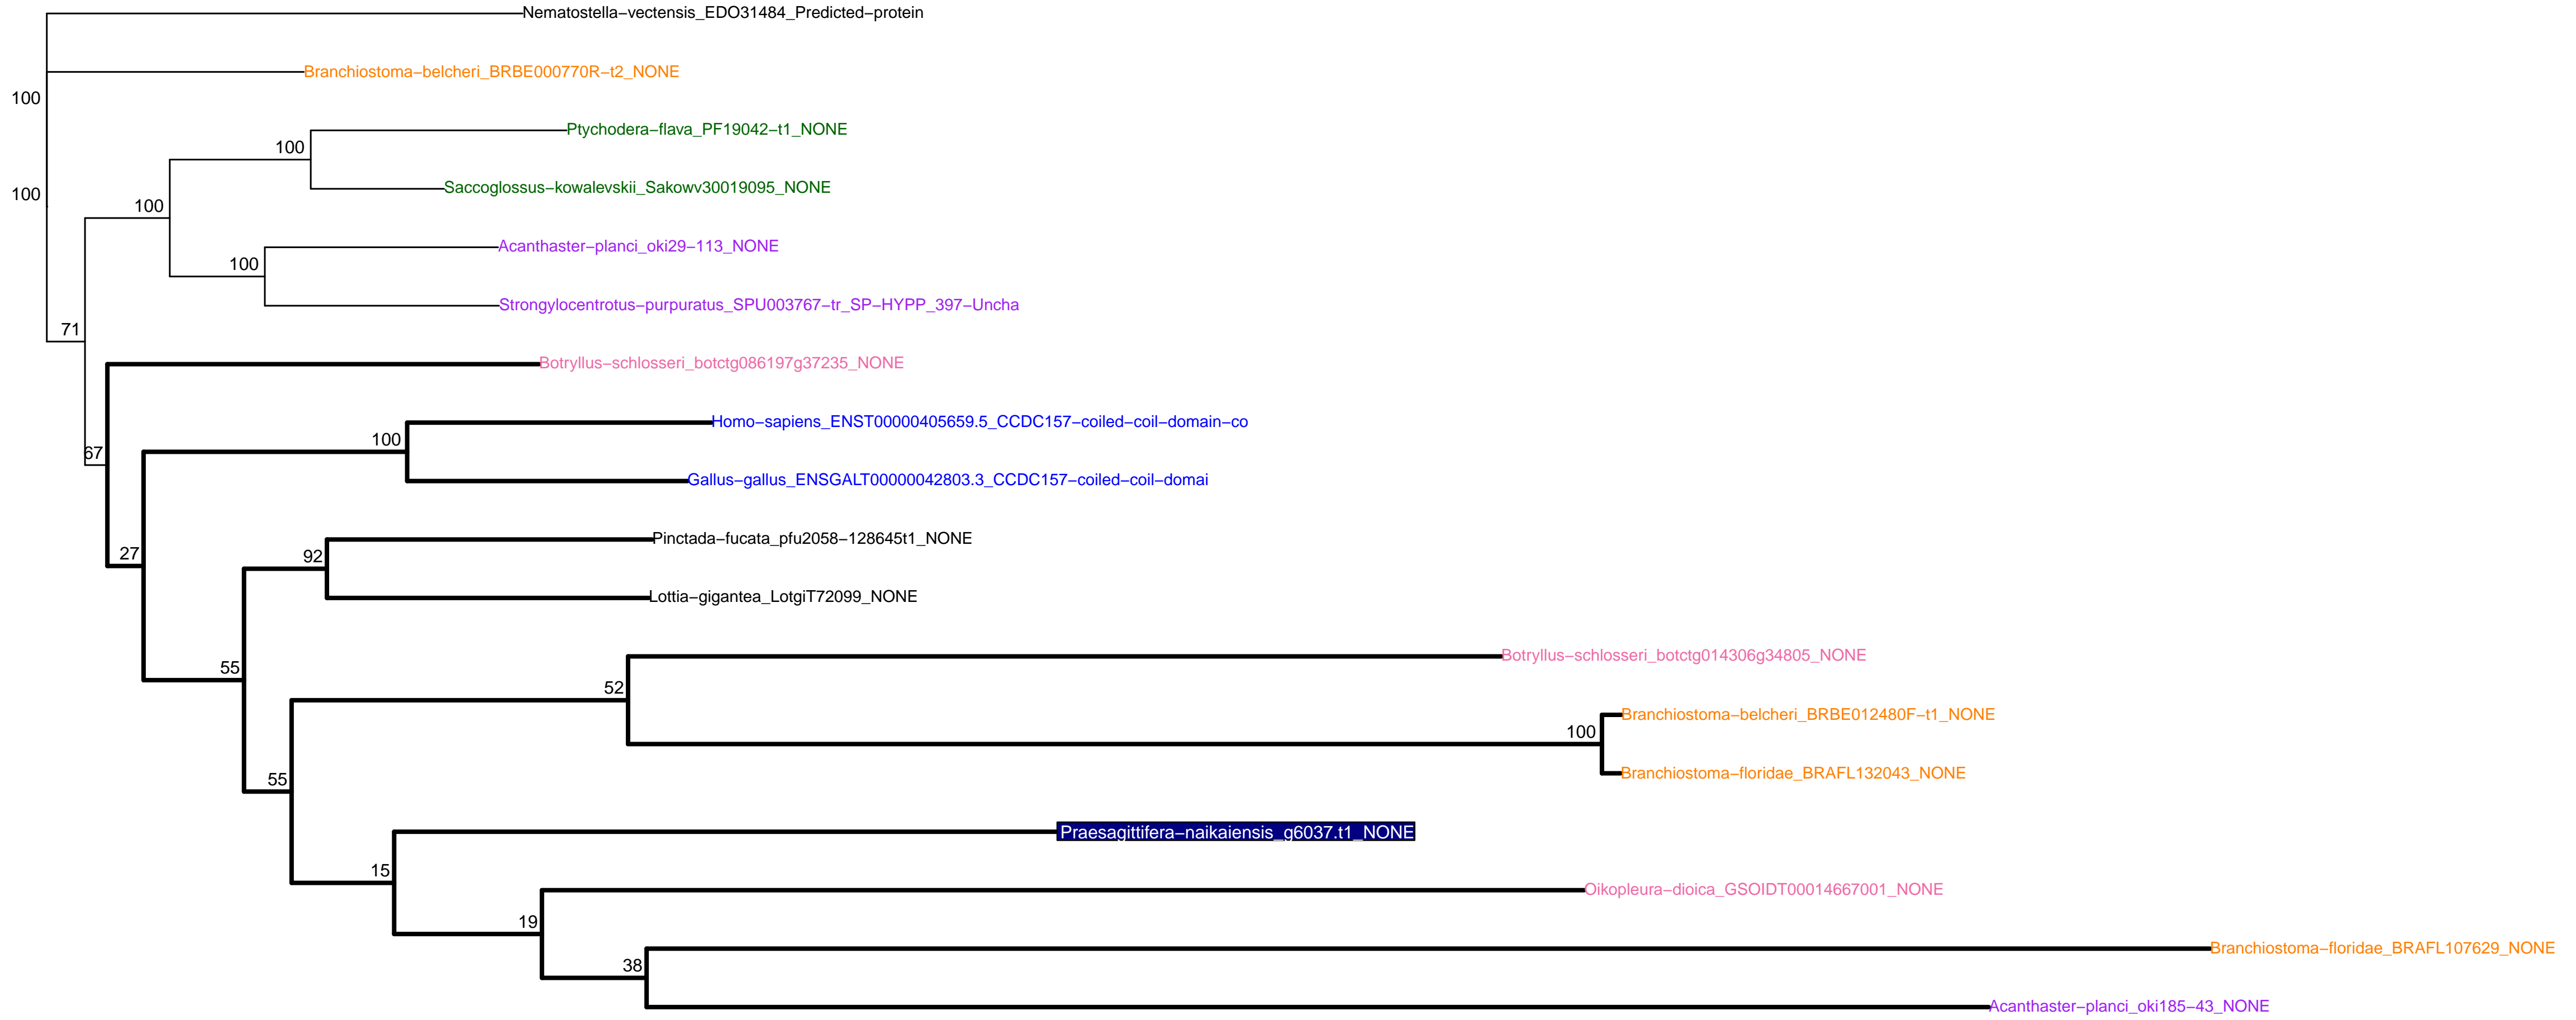 Nematostella−vectensis_EDO31484_Predicted−protein
Branchiostoma−belcheri_BRBE000770R−t2_NONE
100
Ptychodera−flava_PF19042−t1_NONE
100
Saccoglossus−kowalevskii_Sakowv30019095_NONE
100
100
Acanthaster−planci_oki29−113_NONE
100
Strongylocentrotus−purpuratus_SPU003767−tr_SP−HYPP_397−Uncha
71
Botryllus−schlosseri_botctg086197g37235_NONE
Homo−sapiens_ENST00000405659.5_CCDC157−coiled−coil−domain−co
100
67
Gallus−gallus_ENSGALT00000042803.3_CCDC157−coiled−coil−domai
Pinctada−fucata_pfu2058−128645t1_NONE
27
92
Lottia−gigantea_LotgiT72099_NONE
Botryllus−schlosseri_botctg014306g34805_NONE
55
52
Branchiostoma−belcheri_BRBE012480F−t1_NONE
100
Branchiostoma−floridae_BRAFL132043_NONE
55
Praesagittifera−naikaiensis_g6037.t1_NONE
15
Oikopleura−dioica_GSOIDT00014667001_NONE
19
Branchiostoma−floridae_BRAFL107629_NONE
38
Acanthaster−planci_oki185−43_NONE